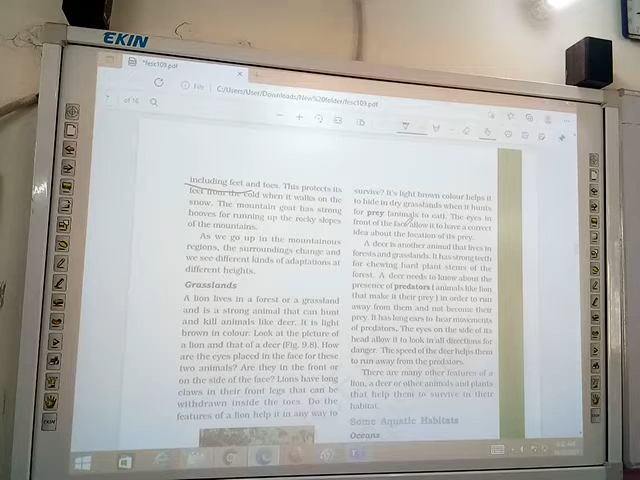 EKIN
*fesc109.pdf
File
C:/Users/User/Downloads/New%20folder/fesc109.pdf
7 of 16
including feet and toes. This protects its
feet from the cold when it walks on the
snow. The mountain goat has strong
hooves for running up the rocky slopes
of the mountains.
As we go up in the mountainous
regions, the surroundings change and
we see different kinds of adaptations at
different heights.
Grasslands
A lion lives in a forest or a grassland
and is a strong animal that can hunt
and kill animals like deer. It is light
brown in colour. Look at the picture of
a lion and that of a deer (Fig. 9.8). How
are the eyes placed in the face for these
two animals? Are they in the front or
on the side of the face? Lions have long
claws in their front legs that can be
withdrawn inside the toes. Do the
features of a lion help it in any way to
survive? It's light brown colour helps it
to hide in dry grasslands when it hunts
for prey (animals to eat). The eyes in
front of the face allow it to have a correct
idea about the location of its prey.
A deer is another animal that lives in
forests and grasslands. It has strong teeth
for chewing hard plant stems of the
forest. A deer needs to know about the
presence of predators (animals like lion
that make it their prey) in order to run
away from them and not become their
prey. It has long ears to hear movements
of predators. The eyes on the side of its
head allow it to look in all directions for
danger. The speed of the deer helps them
to run away from the predators.
There are many other features of a
lion, a deer or other animals and plants
that help them to survive in their
habitat.
Some Aquatic Habitats
Oceans
EKIN